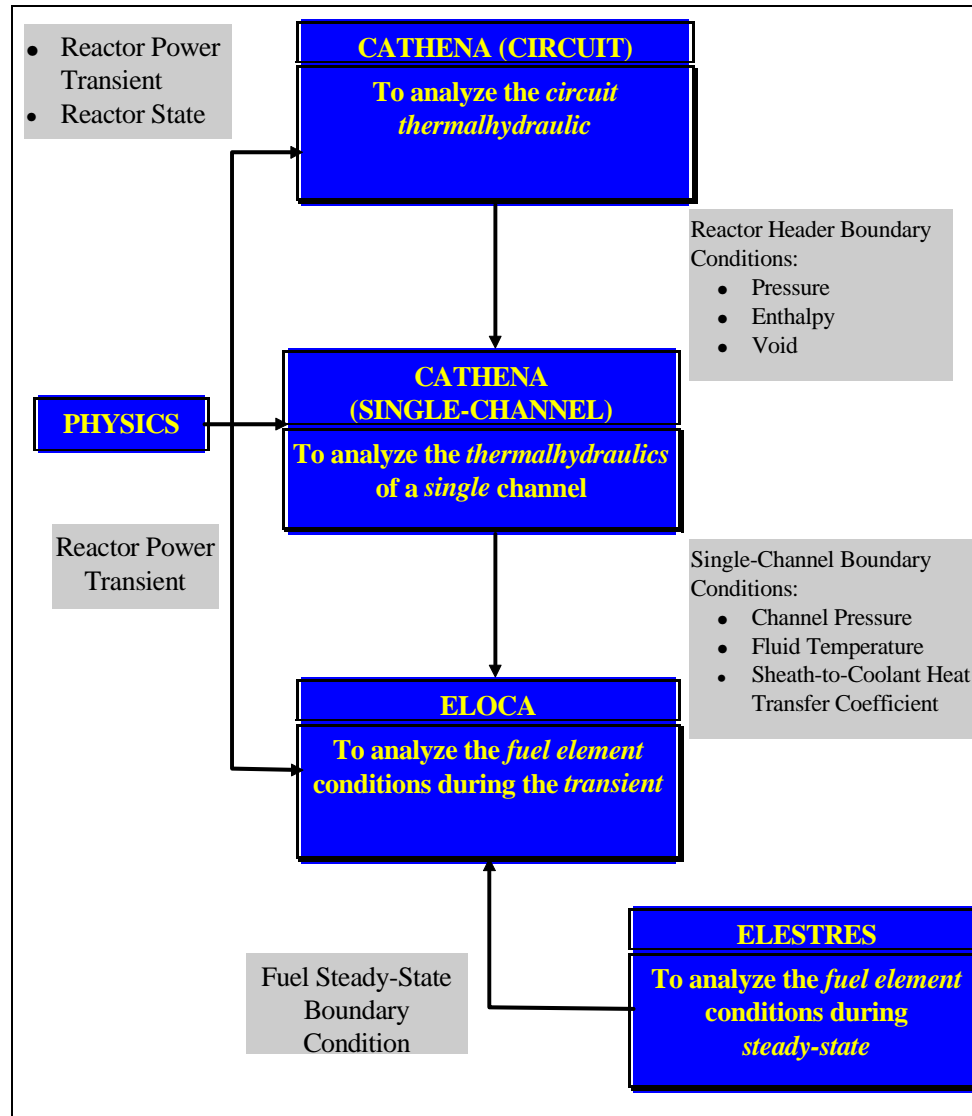 ● Reactor Power
Transient
● Reactor State
CATHENA (CIRCUIT)
To analyze the circuit
thermalhydraulic
Reactor Header Boundary
Conditions:
● Pressure
● Enthalpy
● Void
CATHENA
(SINGLE-CHANNEL)
To analyze the thermalhydraulics
of a single channel
PHYSICS
Reactor Power
Transient
Single-Channel Boundary
Conditions:
● Channel Pressure
● Fluid Temperature
● Sheath-to-Coolant Heat
Transfer Coefficient
ELOCA
To analyze the fuel element
conditions during the transient
Fuel Steady-State
Boundary
Condition
ELESTRES
To analyze the fuel element
conditions during
steady-state